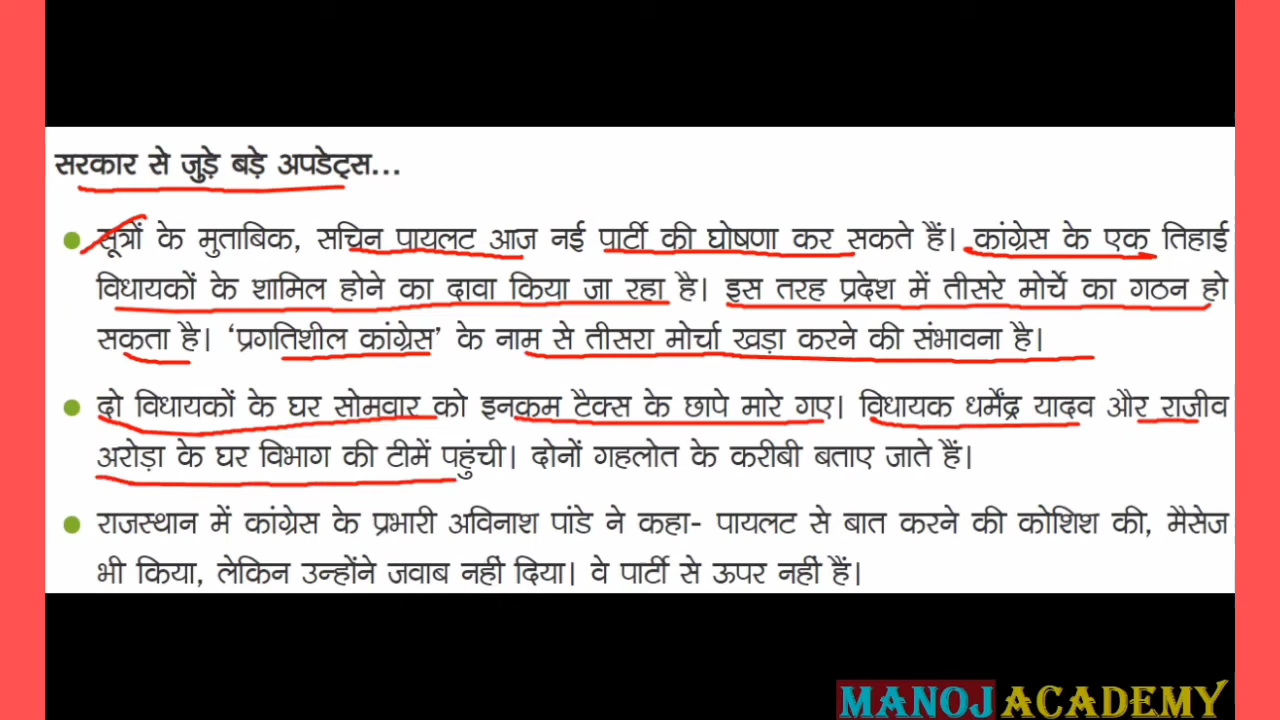 सरकार से जुड़े बड़े अपडेट्स...
सूत्रों के मुताबिक, सचिन पायलट आज नई पार्टी की घोषणा कर सकते हैं। कांग्रेस के एक तिहाई
विधायकों के शामिल होने का दावा किया जा रहा है। इस तरह प्रदेश में तीसरे मोर्चे का गठन हो
सकता है। ‘प्रगतिशील कांग्रेस’ के नाम से तीसरा मोर्चा खड़ा करने की संभावना है।
दो विधायकों के घर सोमवार को इनकम टैक्स के छापे मारे गए। विधायक धर्मेंद्र यादव और राजीव
अरोड़ा के घर विभाग की टीमें पहुंची। दोनों गहलोत के करीबी बताए जाते हैं।
राजस्थान में कांग्रेस के प्रभारी अविनाश पांडे ने कहा- पायलट से बात करने की कोशिश की, मैसेज
भी किया, लेकिन उन्होंने जवाब नहीं दिया। वे पार्टी से ऊपर नहीं हैं।
MANOJ ACADEMY